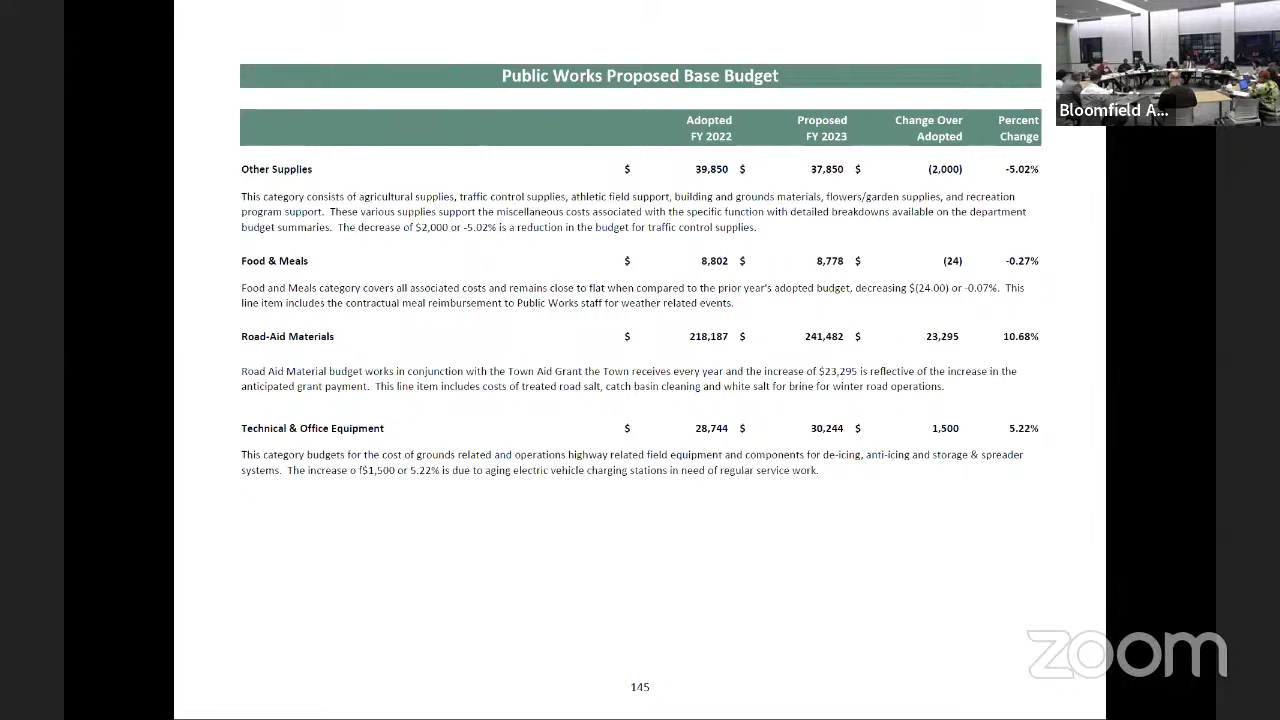 Public Works Proposed Base Budget
Adopted Proposed Change Over Percent
FY 2022 FY 2023 Adopted Change
Other Supplies $ 39,850 $ 37,850 $ (2,000) -5.02%
This category consists of agricultural supplies, traffic control supplies, athletic field support, building and grounds materials, flowers/garden supplies, and recreation
program support. These various supplies support the miscellaneous costs associated with the specific function with detailed breakdowns available on the department
budget summaries. The decrease of $2,000 or -5.02% is a reduction in the budget for traffic control supplies.
Food & Meals $ 8,802 $ 8,778 $ (24) -0.27%
Food and Meals category covers all associated costs and remains close to flat when compared to the prior year's adopted budget, decreasing $(24.00) or -0.07%. This
line item includes the contractual meal reimbursement to Public Works staff for weather related events.
Road-Aid Materials $ 218,187 $ 241,482 $ 23,295 10.68%
Road Aid Material budget works in conjunction with the Town Aid Grant the Town receives every year and the increase of $23,295 is reflective of the increase in the
anticipated grant payment. This line item includes costs of treated road salt, catch basin cleaning and white salt for brine for winter road operations.
Technical & Office Equipment $ 28,744 $ 30,244 $ 1,500 5.22%
This category budgets for the cost of grounds related and operations highway related field equipment and components for de-icing, anti-icing and storage & spreader
systems. The increase o f$1,500 or 5.22% is due to aging electric vehicle charging stations in need of regular service work.
145
Bloomfield A...
zoom